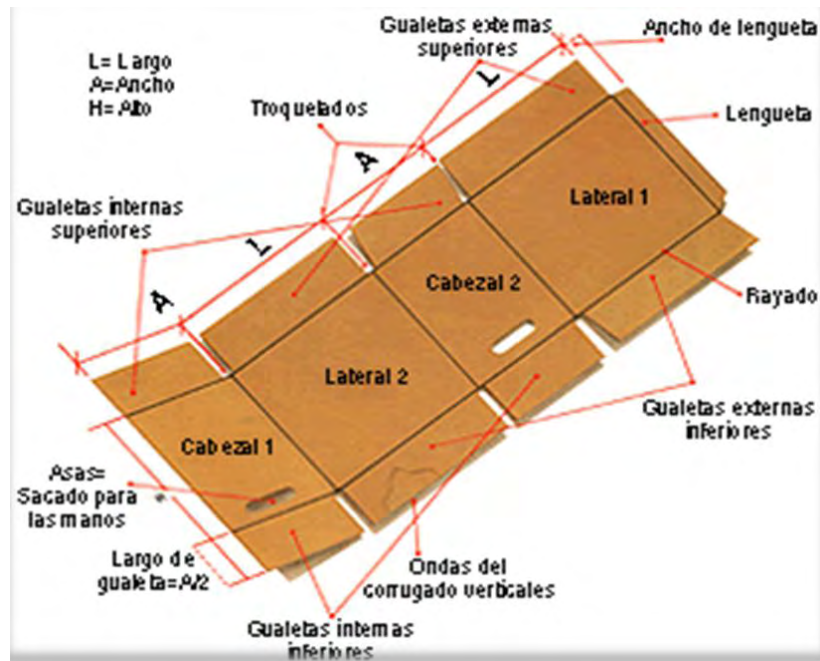 Gualetas externas
superiores
Ancho de lengueta
L= Largo
A=Ancho
H= Alto
L
Troquelados
Lengueta
A
Lateral 1
Gualetas internas
superiores
L
Cabezal 2
A
Rayado
Lateral 2
Gualetas externas
inferiores
Cabezal 1
Asas=
Sacado para
las manos
Largo de
gualeta=A/2
Ondas del
corrugado verticales
Gualetas internas
inferiores